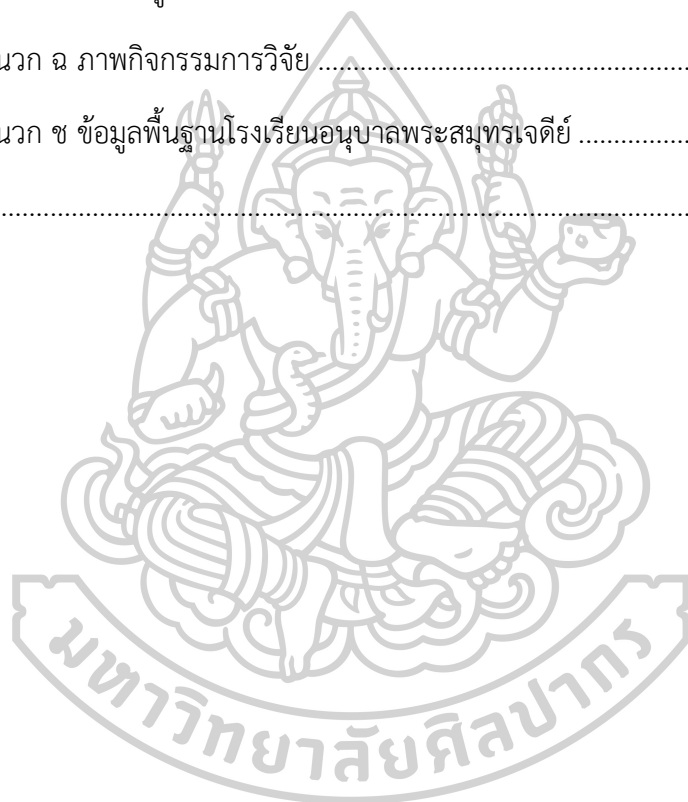 นวก ฉ ภาพกิจกรรมการวิจัย ........................................................
นวก ช ข้อมูลพื้นฐานโรงเรียนอนุบาลพระสมุทรเจดีย์ .................
................................................................................................
มหาวิทยาลัยศิลปากร